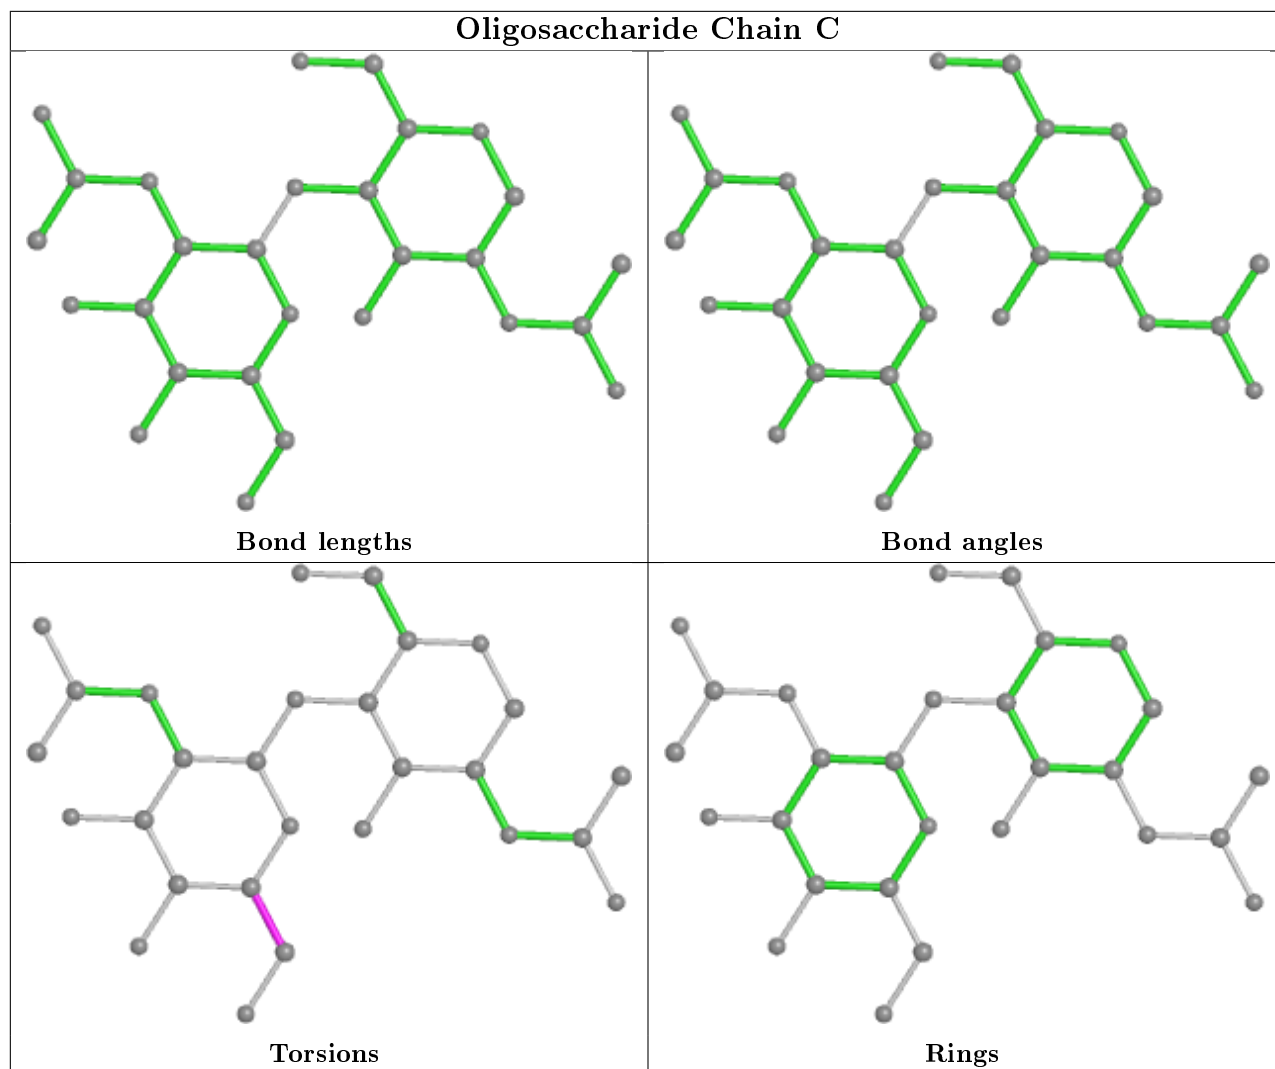 Oligosaccharide Chain C
Bond lengths
Bond angles
Torsions
Rings